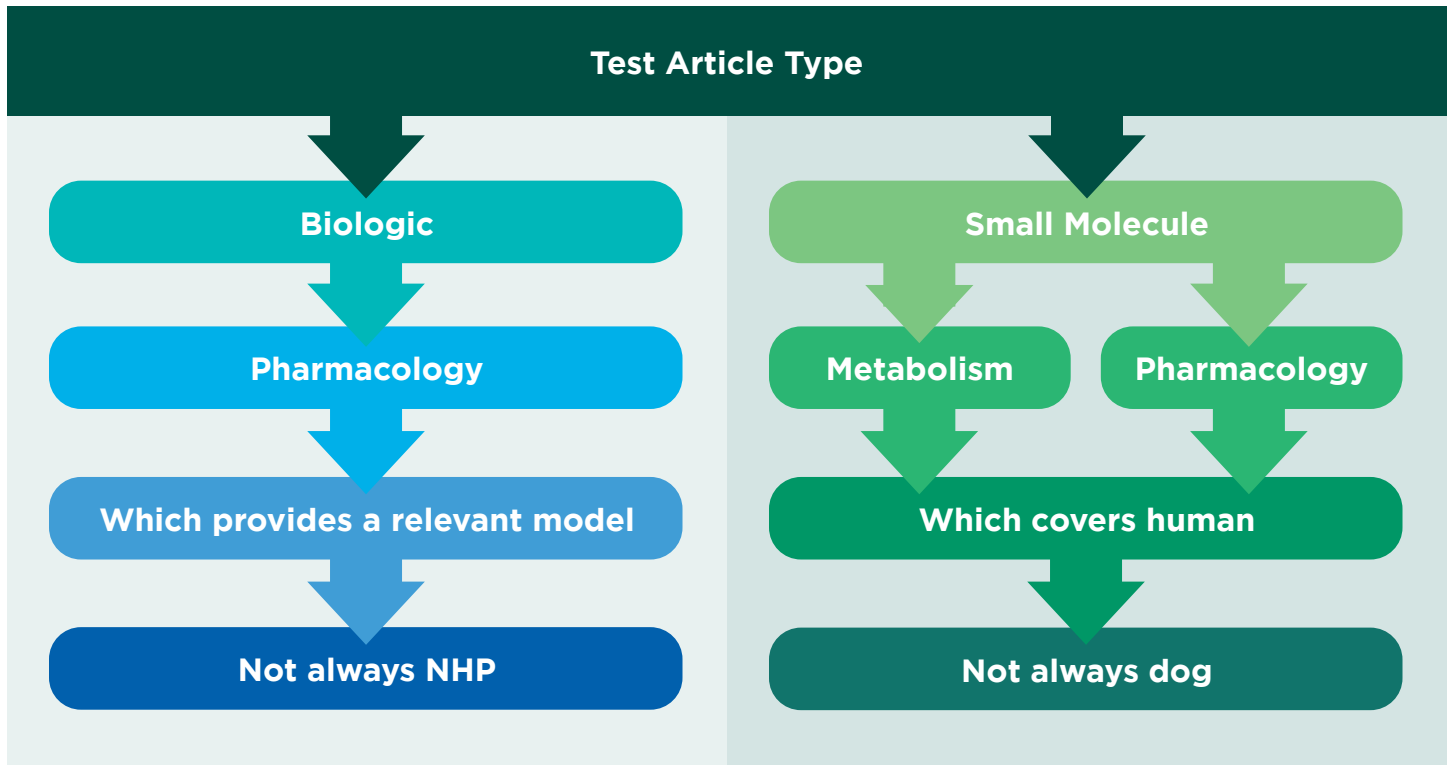 Test Article Type
Biologic
Pharmacology
Which provides a relevant model
Not always NHP
Small Molecule
Metabolism
Pharmacology
Which covers human
Not always dog